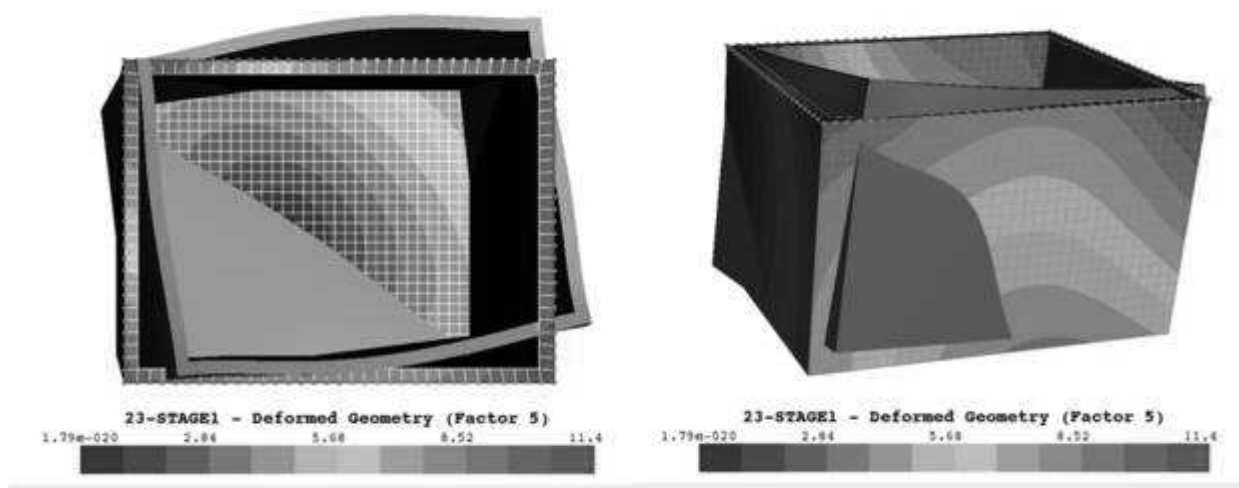 23-STAGE1 - Deformed Geometry (Factor 5)
1.79e-020 2.84 5.68 8.52 11.4
23-STAGE1 - Deformed Geometry (Factor 5)
1.79e-020 2.84 5.68 8.52 11.4